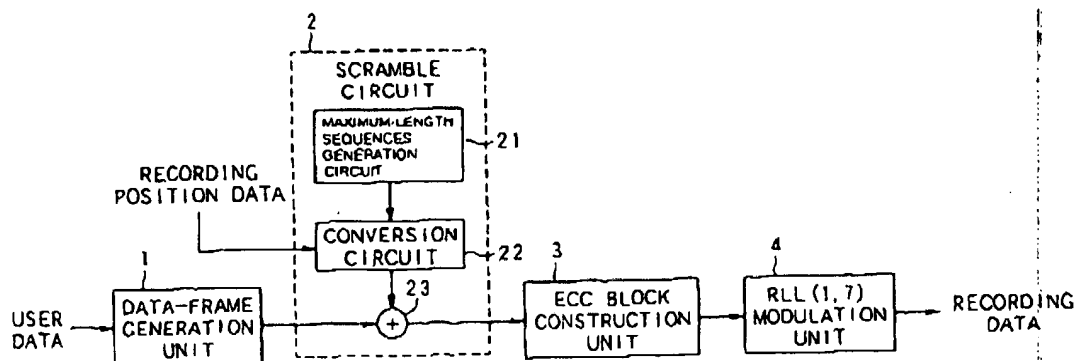 2
SCRAMBLE
CIRCUIT
MAXIMUM-LENGTH
SEQUENCES
GENERATION
CIRCUIT
21
RECORDING
POSITION DATA
CONVERSION
CIRCUIT
22
1
23
3
4
USER
DATA
DATA-FRAME
GENERATION
UNIT
+
ECC BLOCK
CONSTRUCTION
UNIT
RLL(1,7)
MODULATION
UNIT
RECORDING
DATA